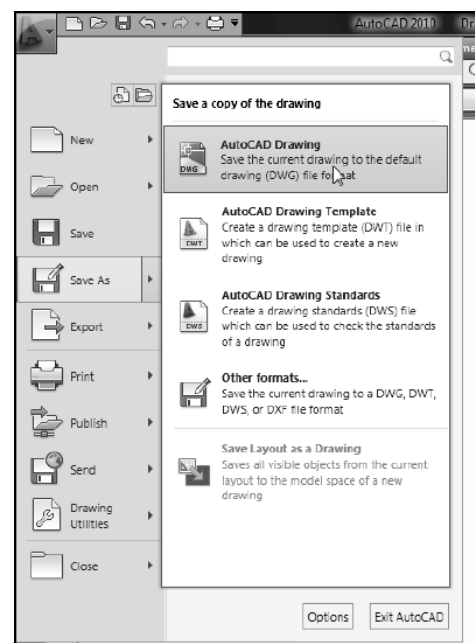 AutoCAD 2010 Dr
Save a copy of the drawing
New
Open
Save
Save As
Export
Print
Publish
Send
Drawing
Utilities
Close
AutoCAD Drawing
Save the current drawing to the default
drawing (DWG) file format
DWG
AutoCAD Drawing Template
Create a drawing template (DWT) file in
which can be used to create a new
drawing
DWT
AutoCAD Drawing Standards
Create a drawing standards (DWS) file
which can be used to check the standards
of a drawing
DWS
Other formats...
Save the current drawing to a DWG, DWT,
DWS, or DXF file format
Save Layout as a Drawing
Saves all visible objects from the current
layout to the model space of a new
drawing
Options
Exit AutoCAD